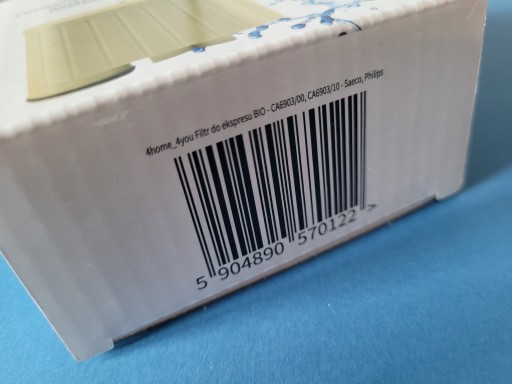 4home_4you Filtr do ekspresu BIO - CA6903/00, CA6903/10 - Saeco, Philips
5 904890 570122 >